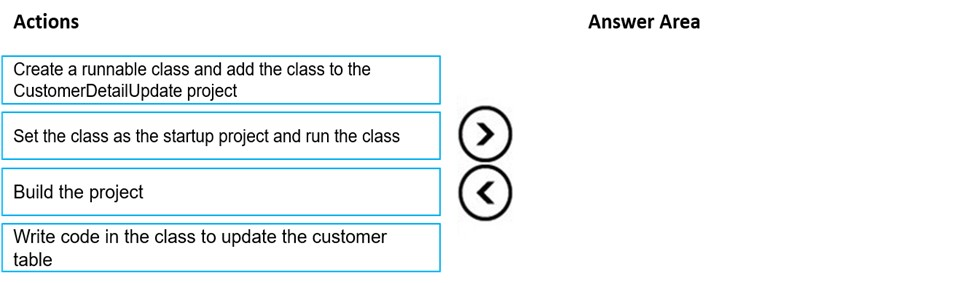 Actions
Answer Area
Create a runnable class and add the class to the
CustomerDetailUpdate project
Set the class as the startup project and run the class
Build the project
Write code in the class to update the customer
table